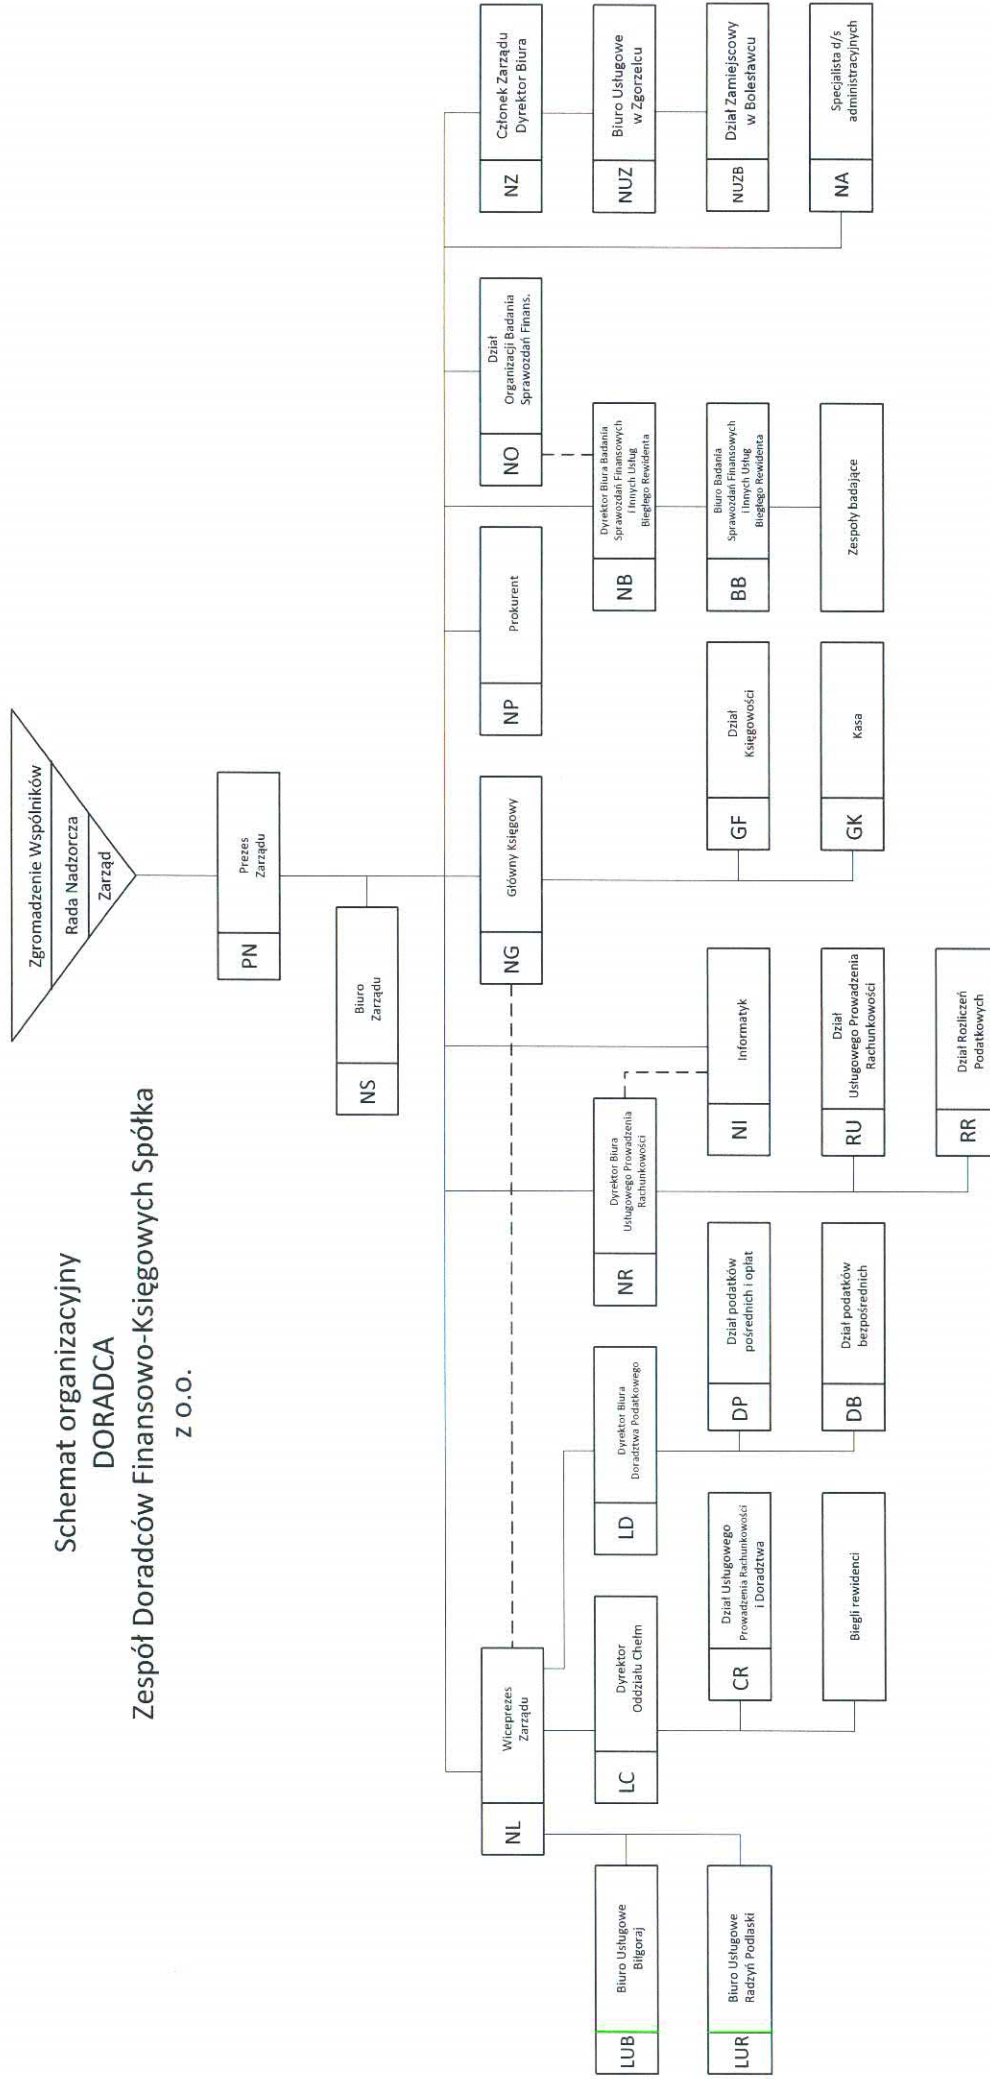 Schemat organizacyjny
DORADCA
Zespół Doradców Finansowo-Księgowych Spółka
z o.o.
Zgromadzenie Wspólników
Rada Nadzorcza
Zarząd
PN
Prezes
Zarządu
NS
Biuro
Zarządu
NL
Wiceprezes
Zarządu
NG
Główny Księgowy
NP
Prokurent
NO
Dział
Organizacji Badania
Sprawozdań Finans.
NZ
Członek Zarządu
Dyrektor Biura
LUB
Biuro Usługowe
Biłgoraj
LC
Dyrektor
Oddziału Chełm
LD
Dyrektor Biura
Doradztwa Podatkowego
NR
Dyrektor Biura
Usługowego Prowadzenia
Rachunkowości
NB
Dyrektor Biura Badania
Sprawozdań Finansowych
i Innych Usług
Biegłego Rewidenta
NUZ
Biuro Usługowe
w Zgorzelcu
LUR
Biuro Usługowe
Radzyń Podlaski
CR
Dział Usługowego
Prowadzenia Rachunkowości
i Doradztwa
DP
Dział podatków
pośrednich i opłat
NI
Informatyk
GF
Dział
Księgowości
BB
Biuro Badania
Sprawozdań Finansowych
i Innych Usług
Biegłego Rewidenta
NUZB
Dział Zamiejscowy
w Bolesławcu
Biegli rewidenci
DB
Dział podatków
bezpośrednich
RU
Dział
Usługowego Prowadzenia
Rachunkowości
GK
Kasa
Zespoły badające
NA
Specjalista d/s
administracyjnych
RR
Dział Rozliczeń
Podatkowych